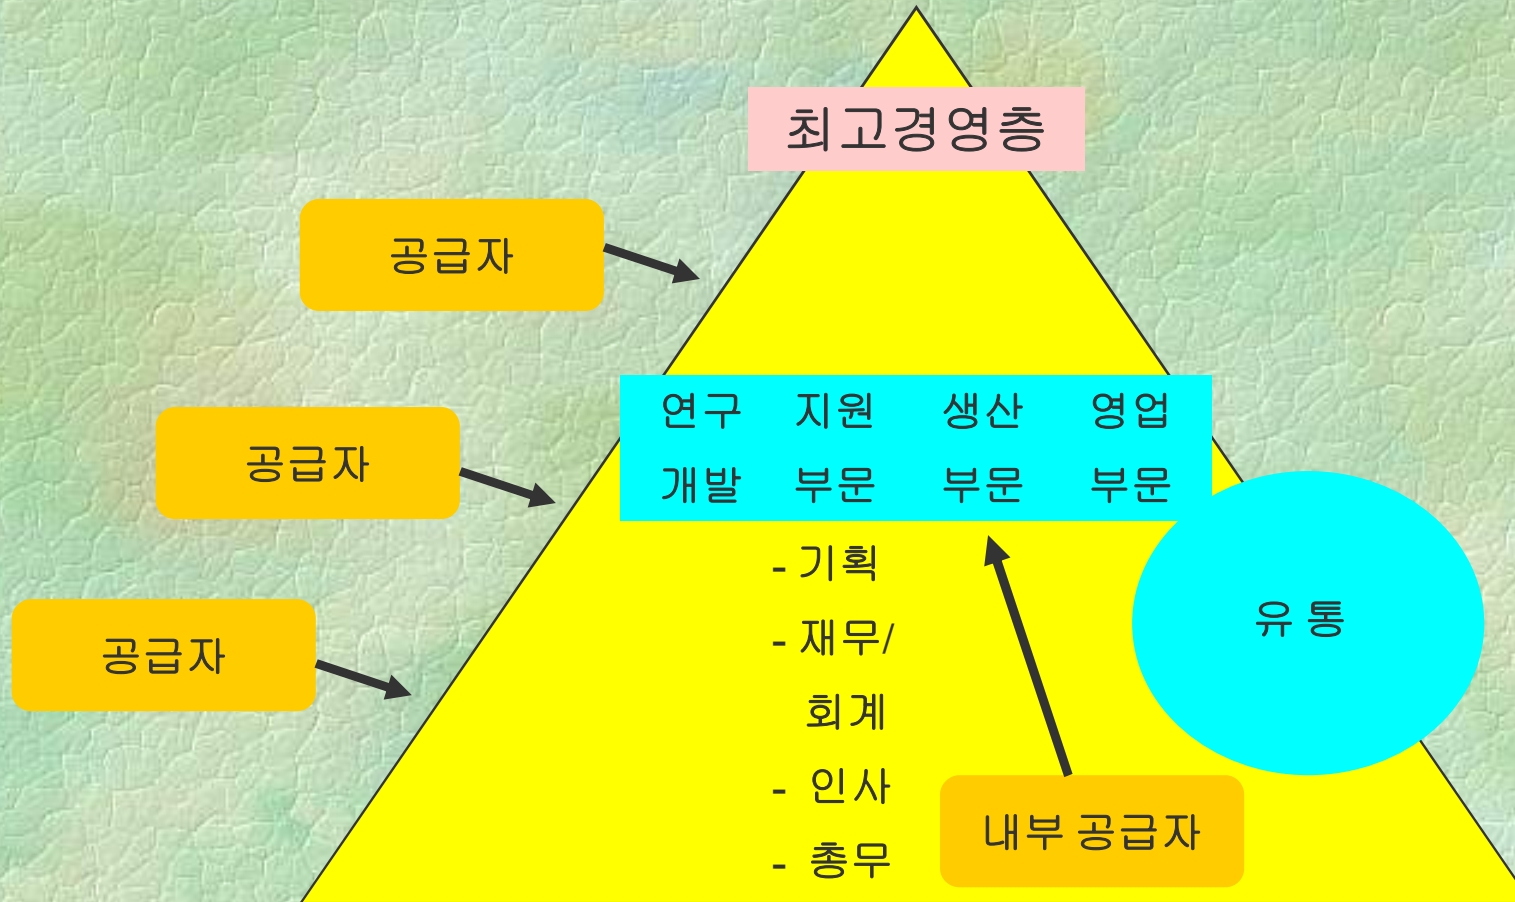 최고경영층
공급자
연구 지원 생산 영업
개발 부문 부문 부문
공급자
- 기획
유 통
- 재무/
공급자
회계
- 인사
내부 공급자
- 총무